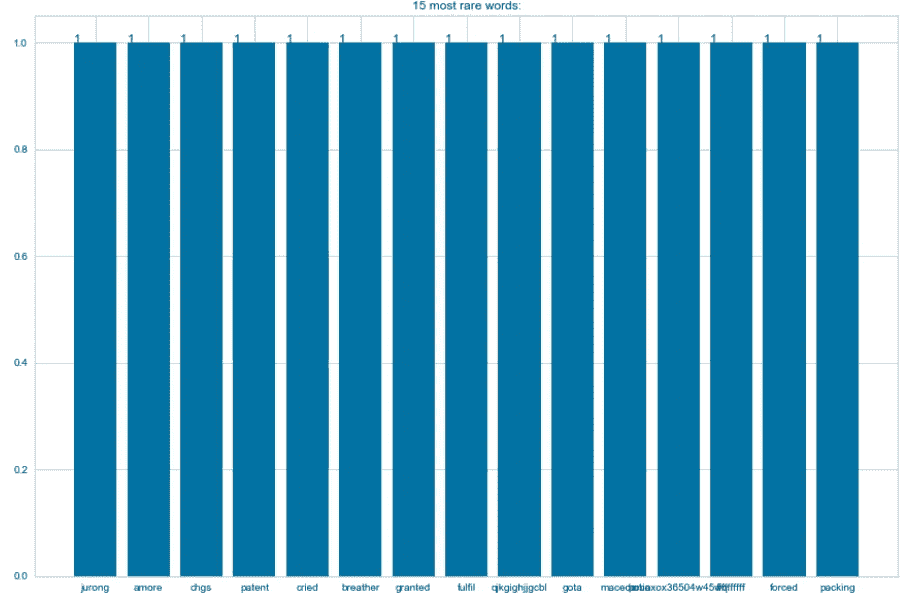 15 most rare words:
1 1 1 1 1 1 1 1 1 1 1 1 1 1 1
1.0
0.8
0.6
0.4
0.2
0.0
jurong amore chgs patent cried breather granted fulfil qikgighjjgcbl gota forced packing